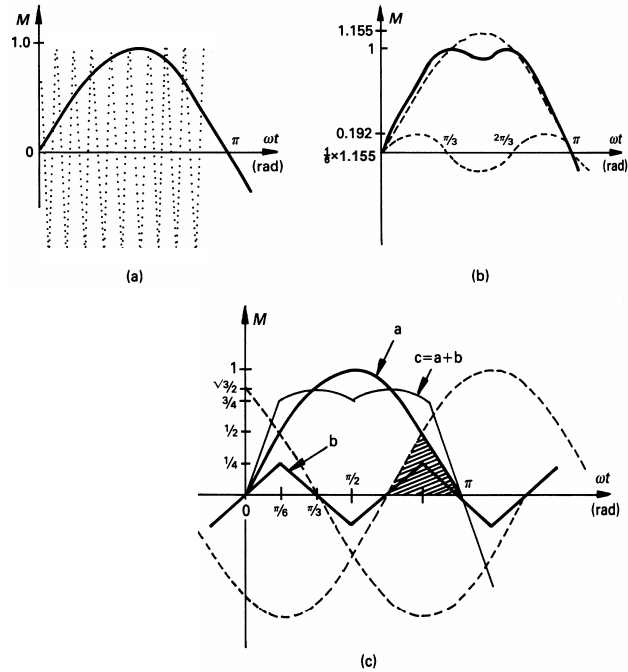 M
1.0
0
π
ωt
(rad)
(a)
M
1.155
1
0.192
1/6×1.155
π/3
2π/3
π
ωt
(rad)
(b)
M
a
c=a+b
1
√3/2
3/4
1/2
b
1/4
π/2
π
ωt
0
π/6
π/3
(rad)
(c)